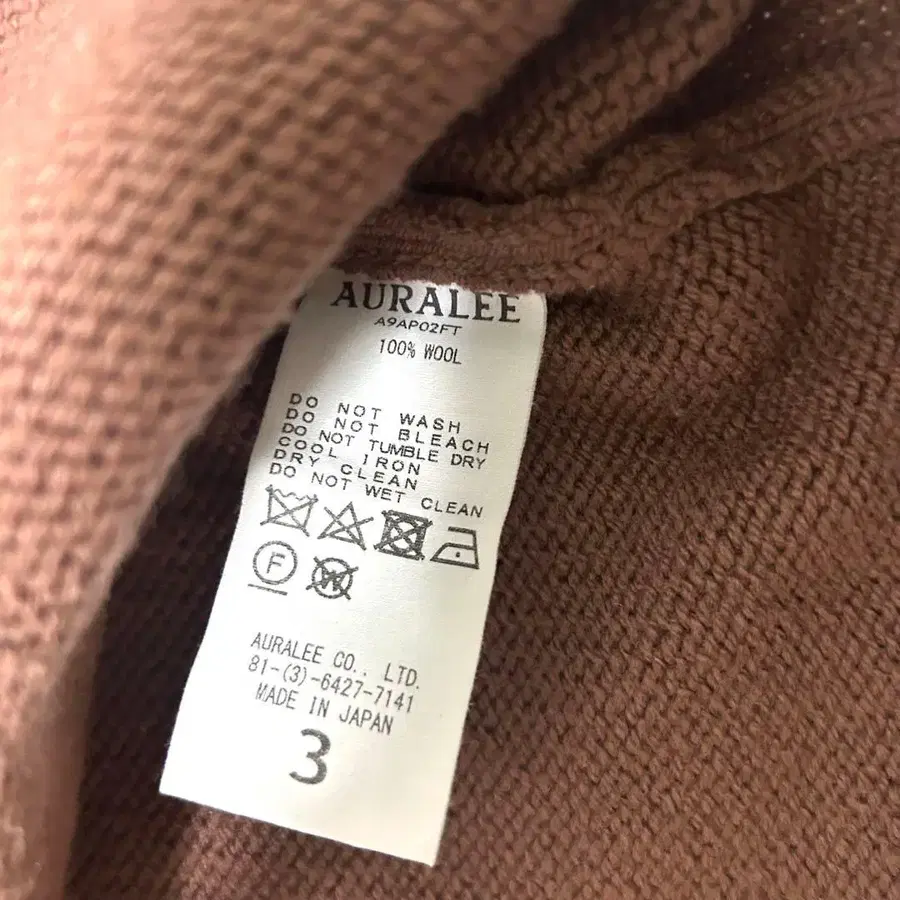 AURALEE
A9AP02FT
100% WOOL
DO NOT WASH
DO NOT BLEACH
DO NOT TUMBLE DRY
COOL IRON
DRY CLEAN
DO NOT WET CLEAN
F W
AURALEE CO., LTD.
81-(3)-6427-7141
MADE IN JAPAN
3